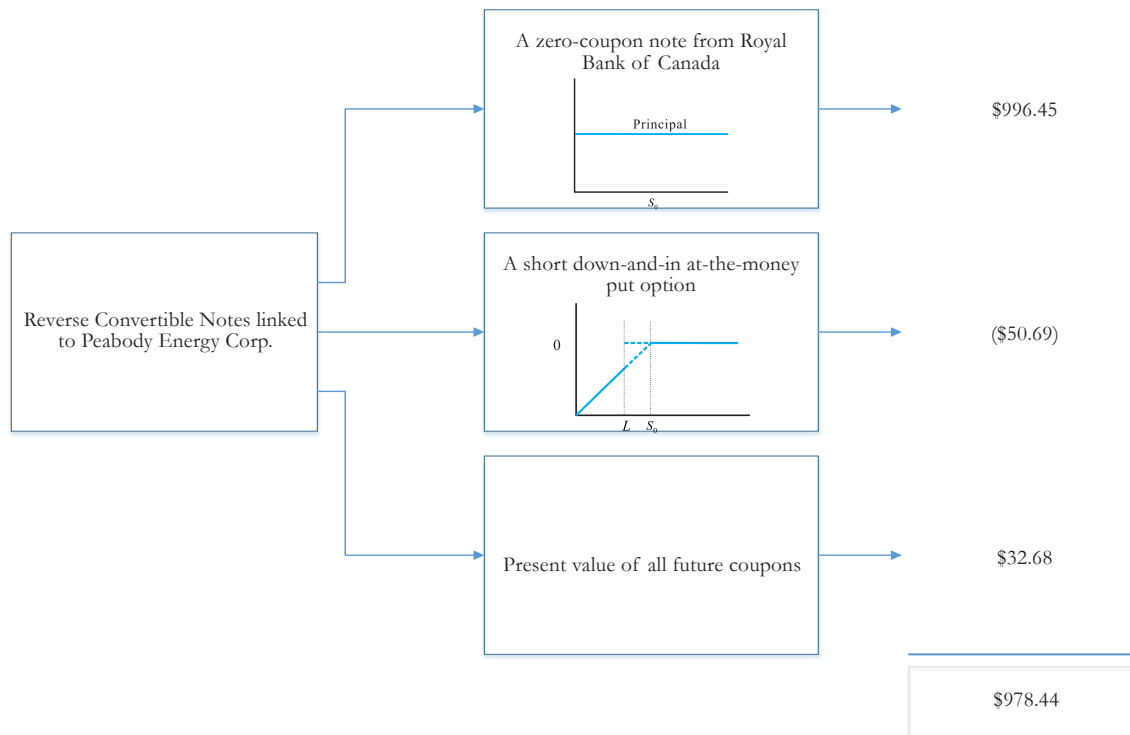 A zero-coupon note from Royal
Bank of Canada
Principal
S₀
$996.45
Reverse Convertible Notes linked
to Peabody Energy Corp.
A short down-and-in at-the-money
put option
0
L S₀
($50.69)
Present value of all future coupons
$32.68
$978.44